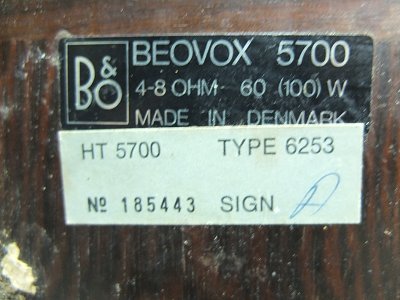 B&O BEOVOX 5700
4-8 OHM 60 (100) W
MADE IN DENMARK
HT 5700 TYPE 6253
Nº 185443 SIGN